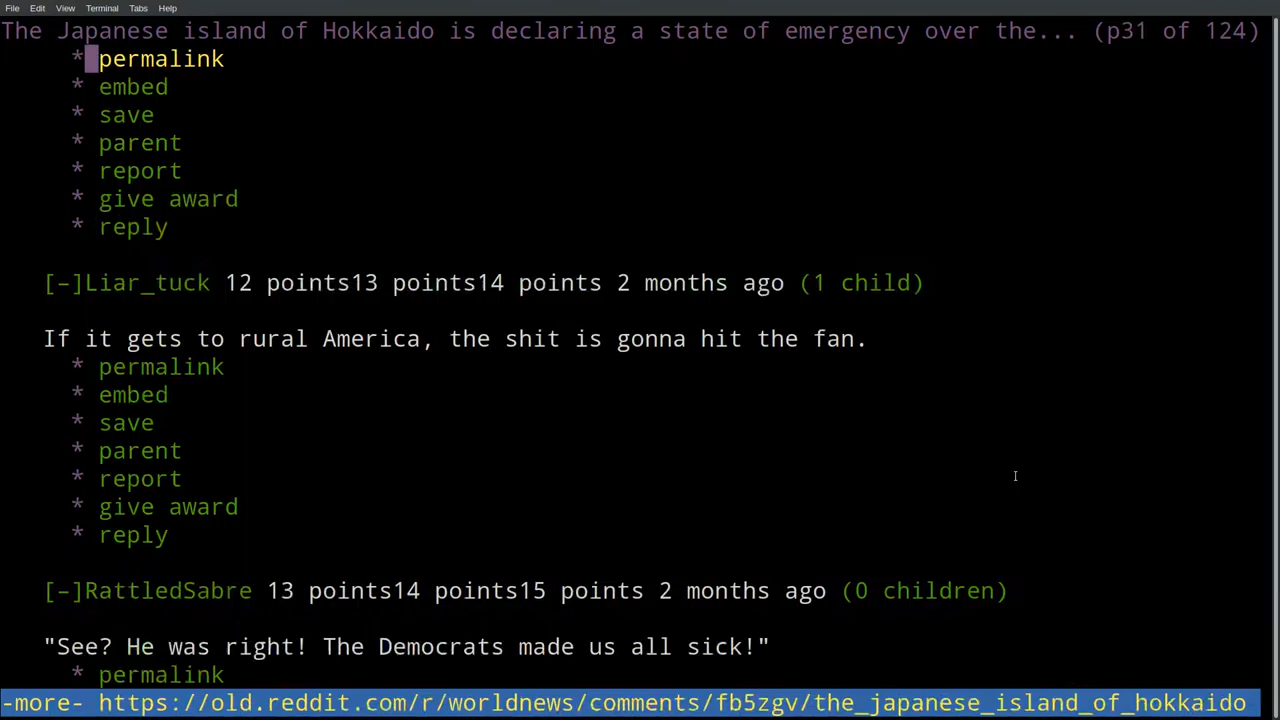 File Edit View Terminal Tabs Help
The Japanese island of Hokkaido is declaring a state of emergency over the... (p31 of 124)
* permalink
* embed
* save
* parent
* report
* give award
* reply
[-]Liar_tuck 12 points13 points14 points 2 months ago (1 child)
If it gets to rural America, the shit is gonna hit the fan.
* permalink
* embed
* save
* parent
* report
* give award
* reply
[-]RattledSabre 13 points14 points15 points 2 months ago (0 children)
"See? He was right! The Democrats made us all sick!"
* permalink
-more- https://old.reddit.com/r/worldnews/comments/fb5zgv/the_japanese_island_of_hokkaido